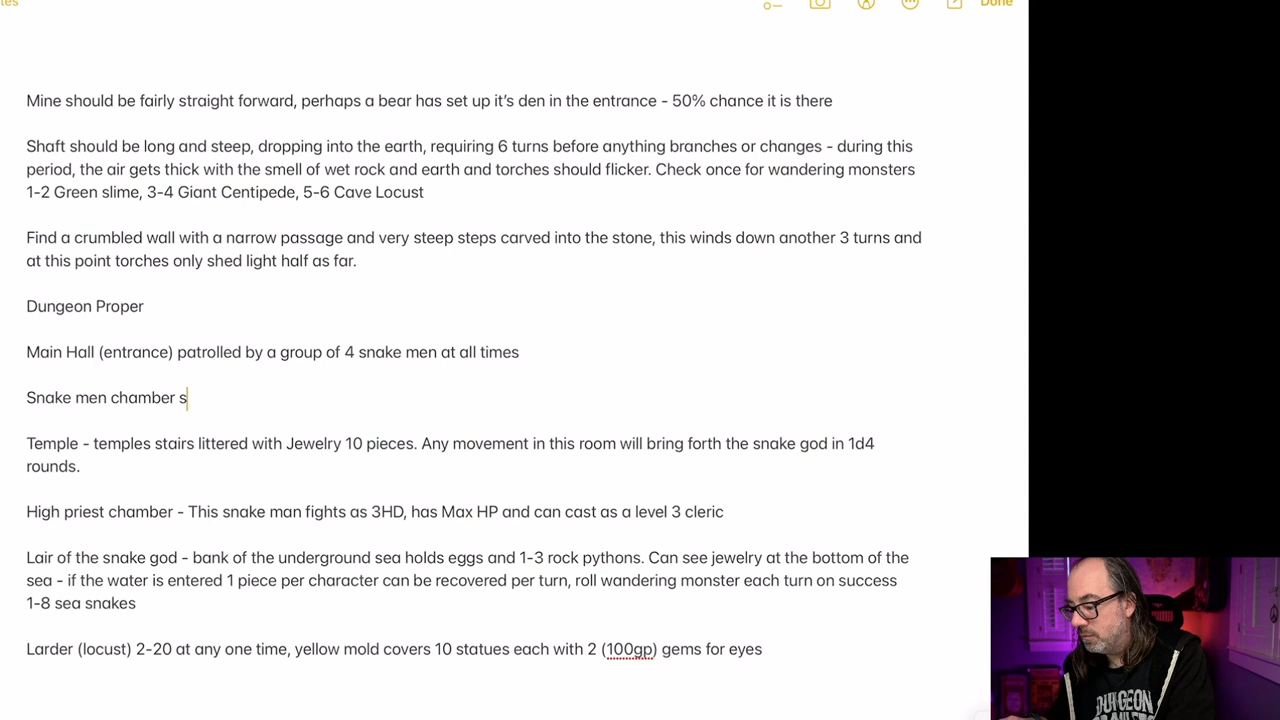 tes
Done
Mine should be fairly straight forward, perhaps a bear has set up it's den in the entrance - 50% chance it is there
Shaft should be long and steep, dropping into the earth, requiring 6 turns before anything branches or changes - during this
period, the air gets thick with the smell of wet rock and earth and torches should flicker. Check once for wandering monsters
1-2 Green slime, 3-4 Giant Centipede, 5-6 Cave Locust
Find a crumbled wall with a narrow passage and very steep steps carved into the stone, this winds down another 3 turns and
at this point torches only shed light half as far.
Dungeon Proper
Main Hall (entrance) patrolled by a group of 4 snake men at all times
Snake men chamber s
Temple - temples stairs littered with Jewelry 10 pieces. Any movement in this room will bring forth the snake god in 1d4
rounds.
High priest chamber - This snake man fights as 3HD, has Max HP and can cast as a level 3 cleric
Lair of the snake god - bank of the underground sea holds eggs and 1-3 rock pythons. Can see jewelry at the bottom of the
sea - if the water is entered 1 piece per character can be recovered per turn, roll wandering monster each turn on success
1-8 sea snakes
Larder (locust) 2-20 at any one time, yellow mold covers 10 statues each with 2 (100gp) gems for eyes
DUNGEON